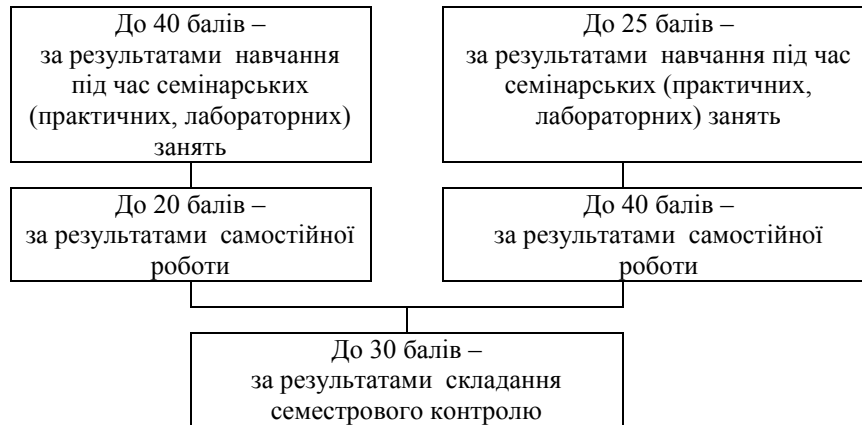 До 40 балів –
за результатами навчання
під час семінарських
(практичних, лабораторних)
занять
До 25 балів –
за результатами навчання під час
семінарських (практичних,
лабораторних) занять
До 20 балів –
за результатами самостійної
роботи
До 40 балів –
за результатами самостійної
роботи
До 30 балів –
за результатами складання
семестрового контролю